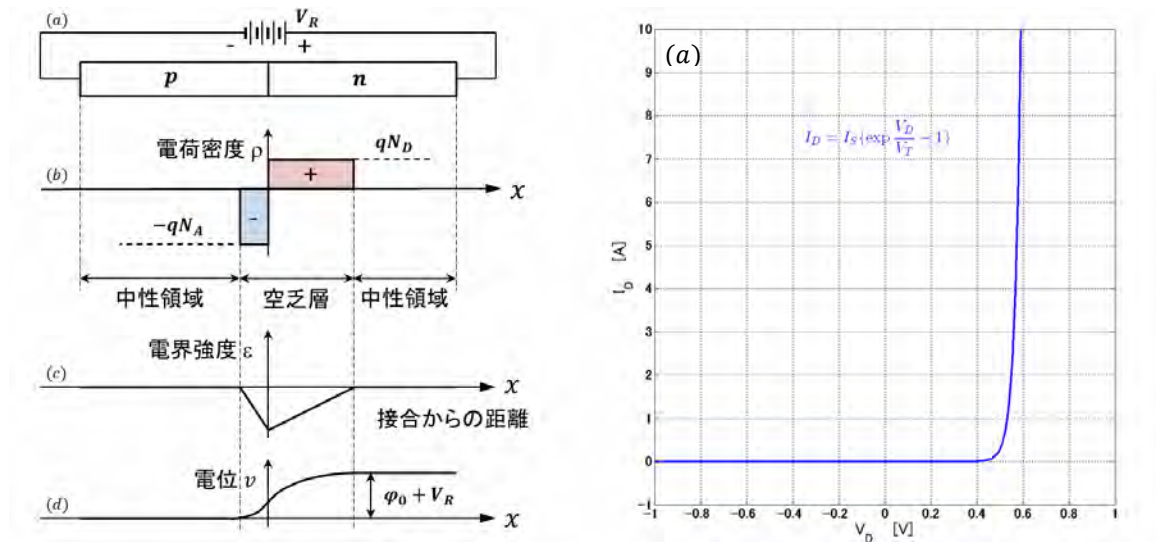 (a)
V_R
- +
p n
電荷密度 ρ
qN_D
(b)
+
x
-
-qN_A
中性領域 空乏層 中性領域
電界強度 ε
(c)
x
接合からの距離
電位 v
φ_0 + V_R
(d)
x
(a)
I_D = I_S{exp V_D/V_T -1}
10
9
8
7
6
5
4
3
2
1
0
-1
I_D [A]
-1 -0.8 -0.6 -0.4 -0.2 0 0.2 0.4 0.6 0.8 1
V_D [V]